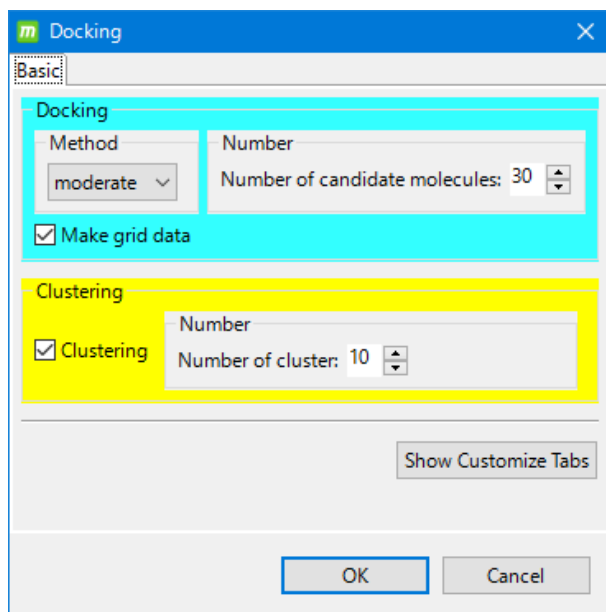 m Docking
Basic
Docking
Method
Number
moderate
Number of candidate molecules: 30
Make grid data
Clustering
Number
Clustering
Number of cluster: 10
Show Customize Tabs
OK
Cancel